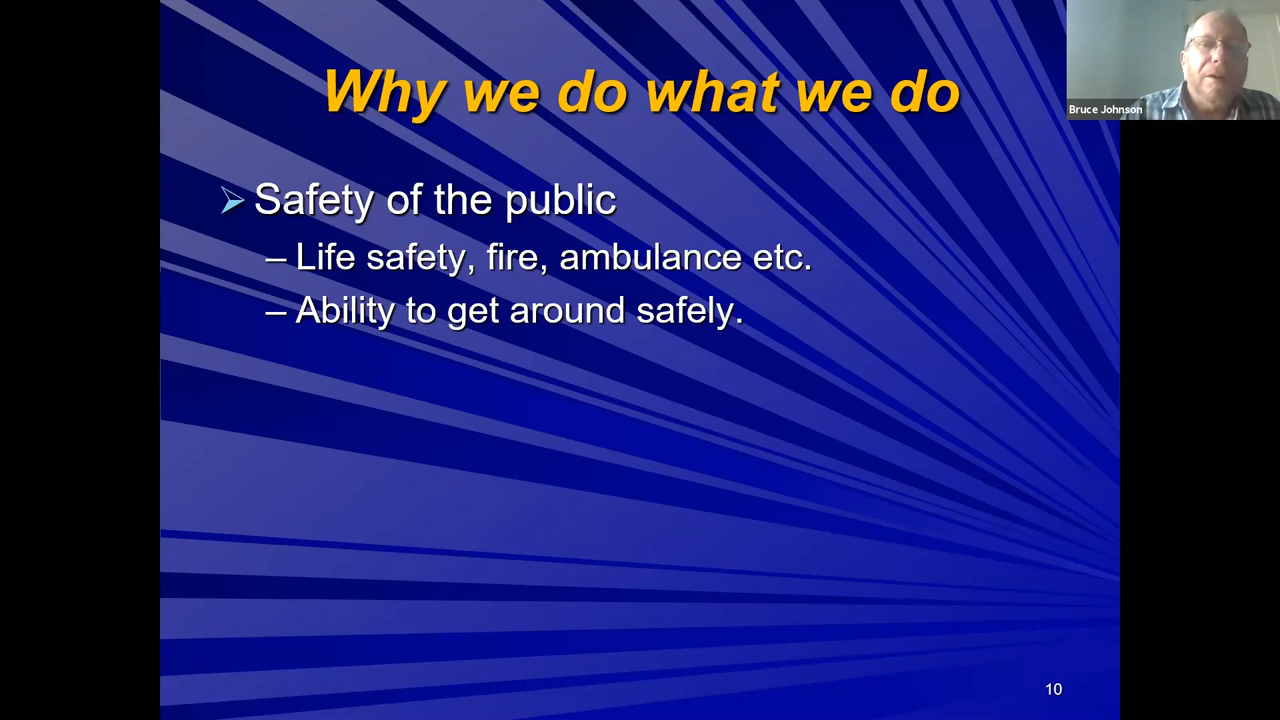 Why we do what we do
Bruce Johnson
➢ Safety of the public
– Life safety, fire, ambulance etc.
– Ability to get around safely.
10